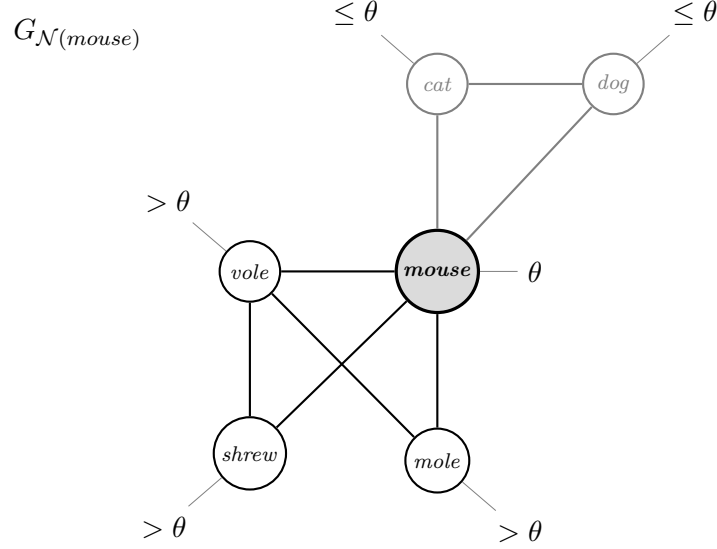 ≤ θ
≤ θ
G_{𝒩(mouse)}
cat
dog
> θ
vole
mouse
θ
shrew
mole
> θ
> θ